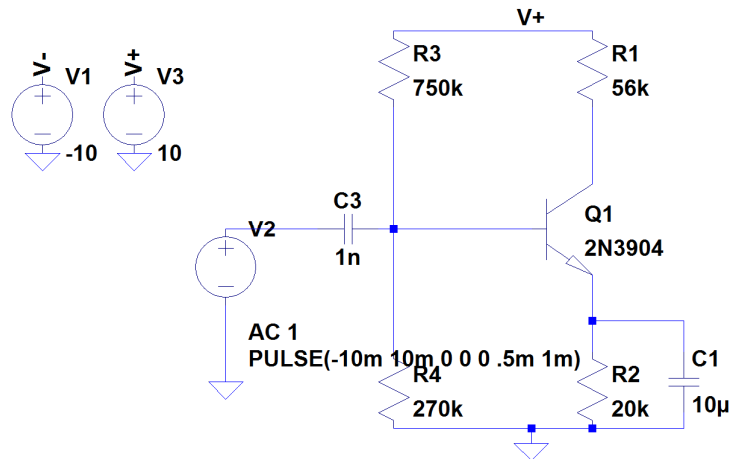 V+
V-
V1
V+
V3
R3
R1
750k
56k
-10
10
C3
Q1
V2
2N3904
1n
AC 1
PULSE(-10m 10m 0 0 0 .5m 1m)
R4
R2
C1
270k
20k
10µ